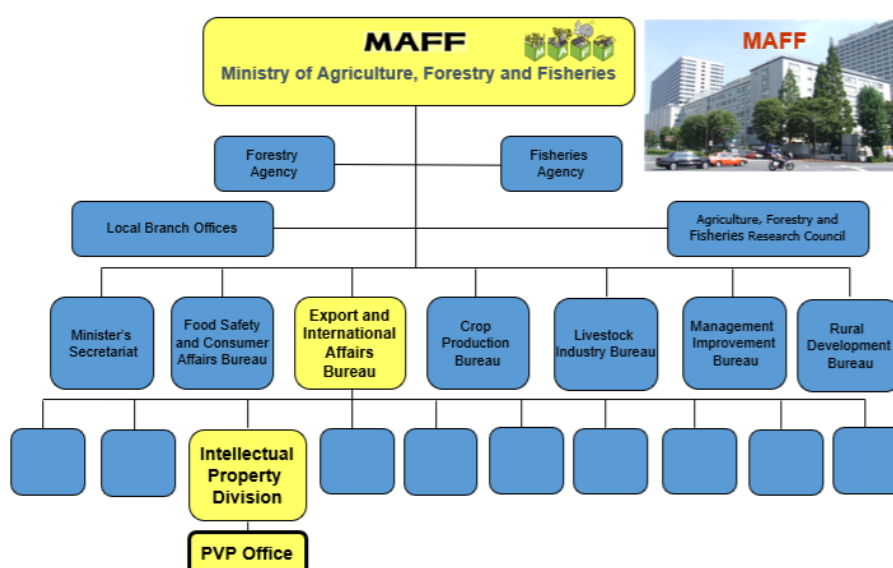 MAFF
M A F F
Ministry of Agriculture, Forestry and Fisheries
MAFF
Forestry
Agency
Fisheries
Agency
Local Branch Offices
Agriculture, Forestry and
Fisheries Research Council
Minister's
Secretariat
Food Safety
and Consumer
Affairs Bureau
Export and
International
Affairs
Bureau
Crop
Production
Bureau
Livestock
Industry Bureau
Management
Improvement
Bureau
Rural
Development
Bureau
Intellectual
Property
Division
PVP Office